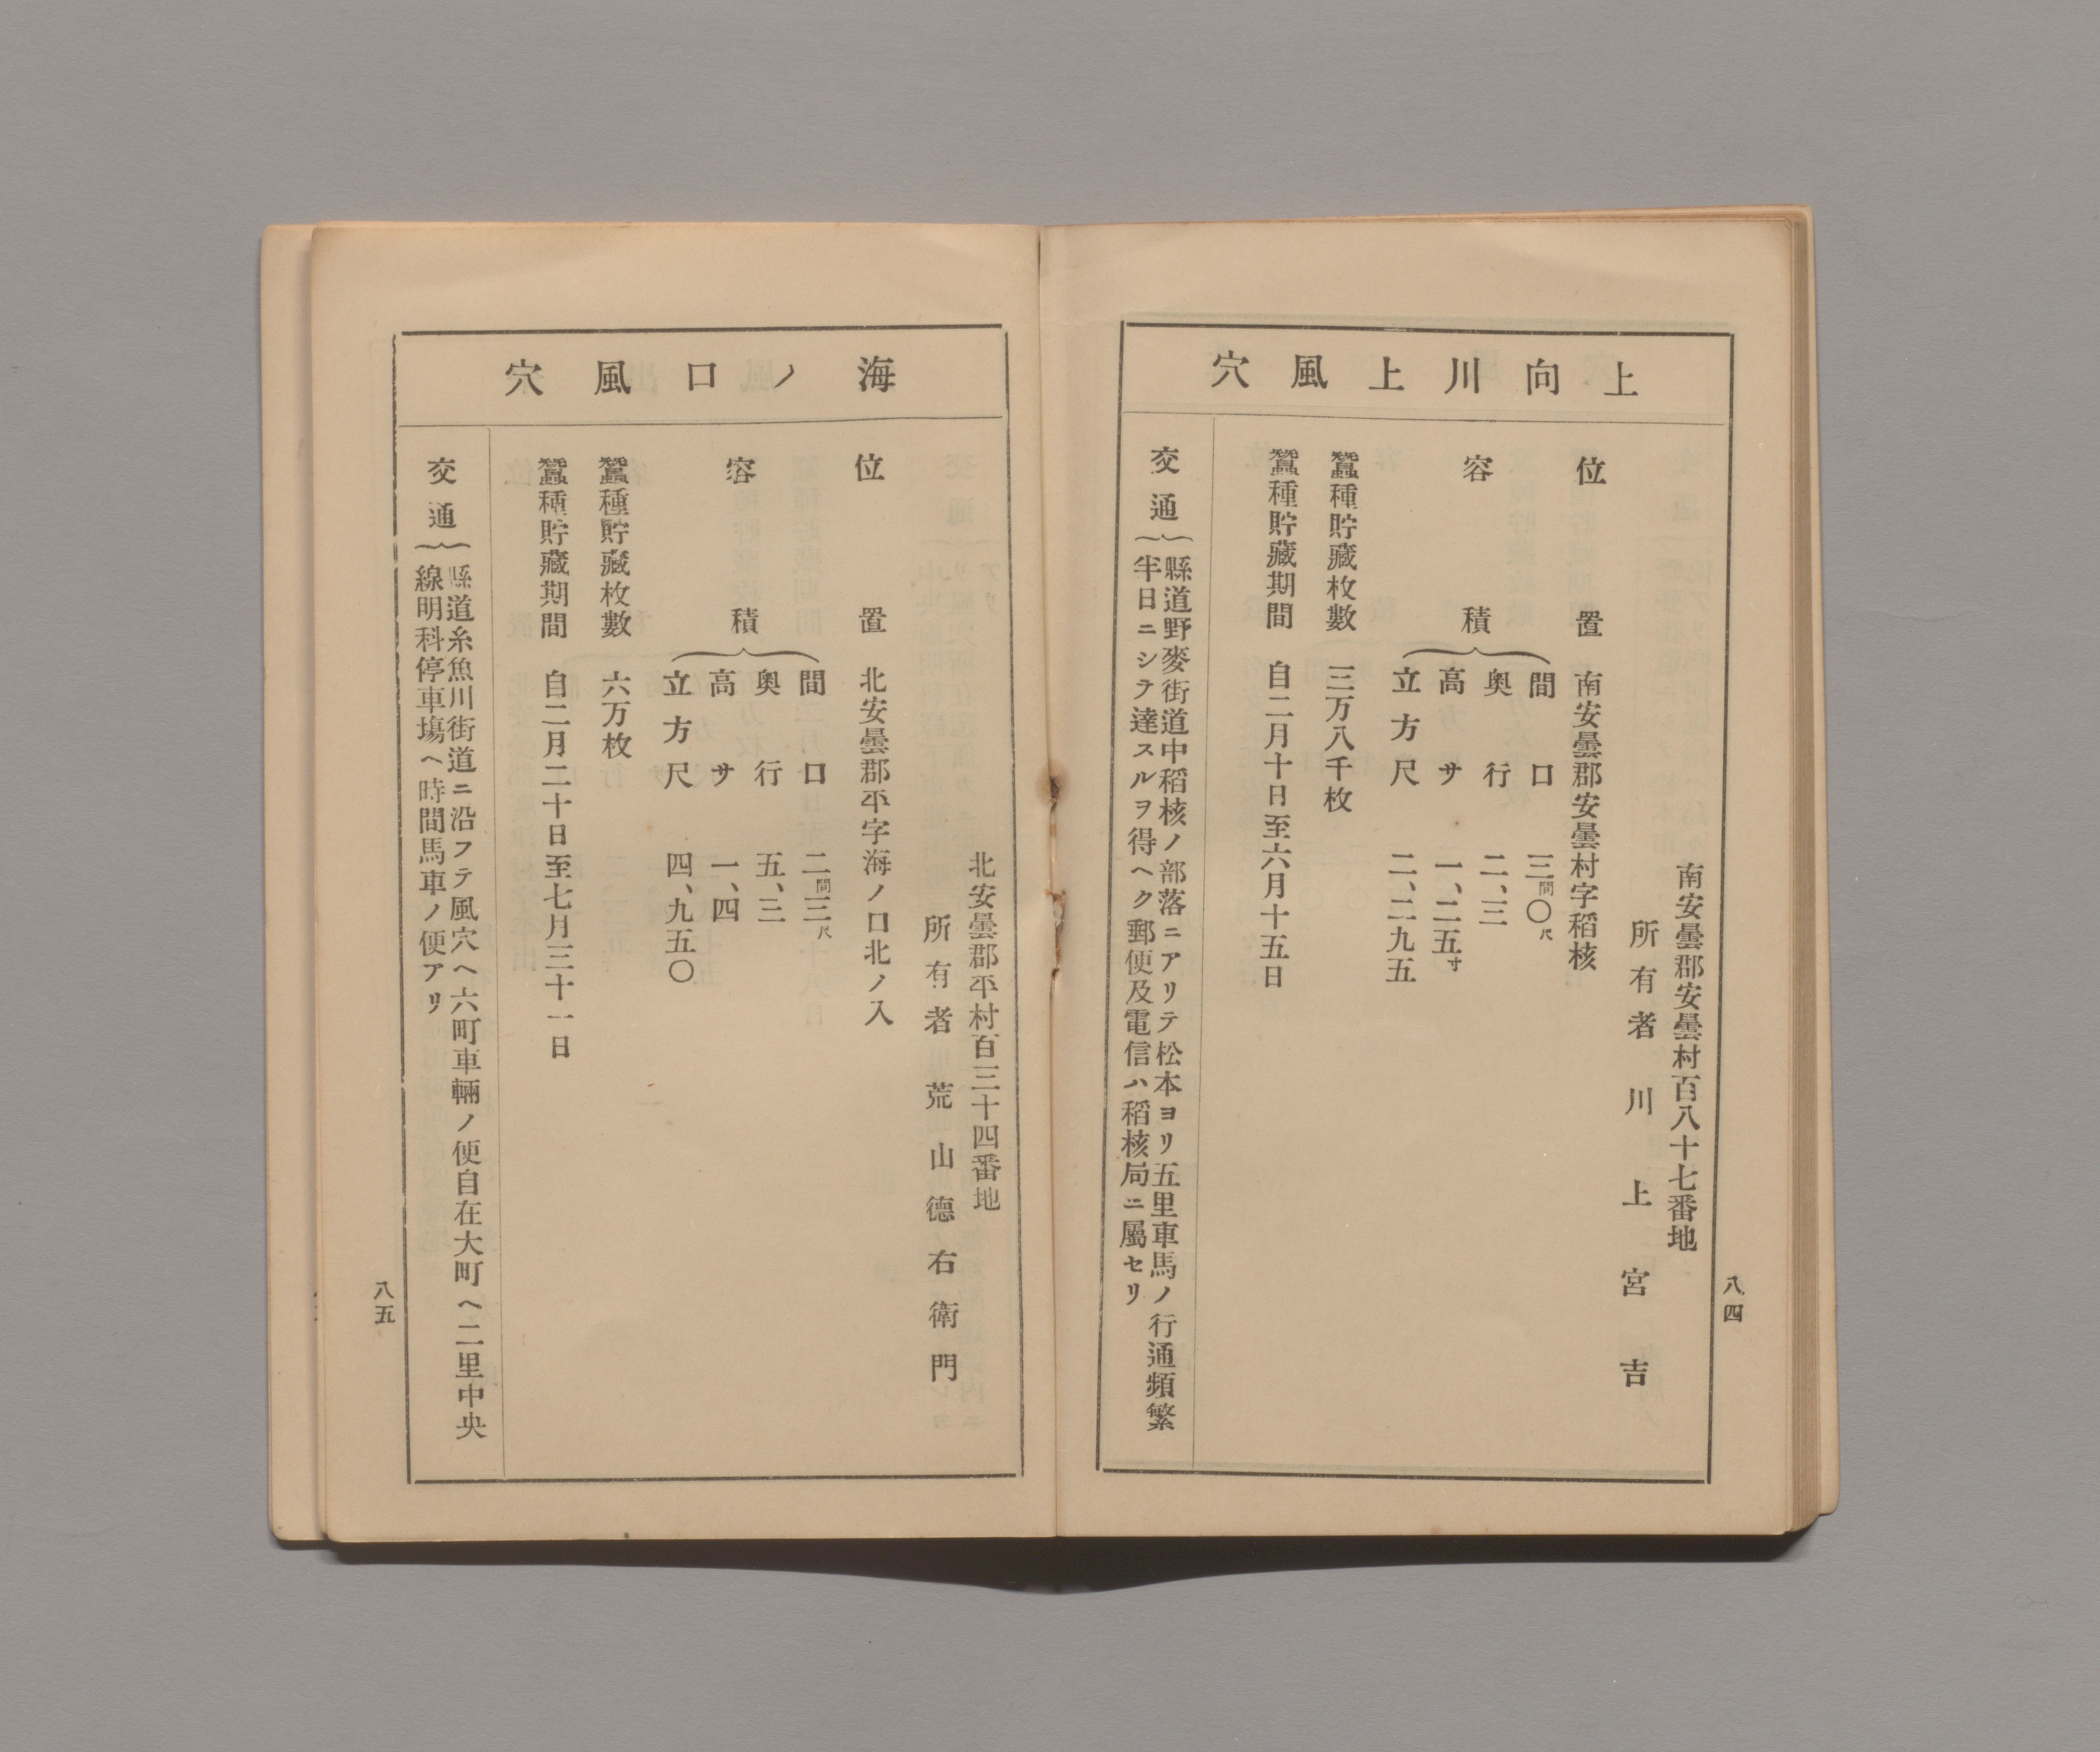 上向川上風穴
南安曇郡安曇村百八十七番地
所有者 川上宮吉
位置 南安曇郡安曇村字稻核
容積
間口 三間〇尺
奥行 二、三
高サ 一、二五寸
立方尺 二、二九五
蠶種貯藏枚數 三万八千枚
蠶種貯藏期間 自二月十日至六月十五日
交通
縣道野麥街道中稻核ノ部落ニアリテ松本ヨリ五里車馬ノ行通頻繁
半日ニシテ達スルヲ得ヘク郵便及電信ハ稻核局ニ屬セリ
八四
海ノ口風穴
北安曇郡平村百三十四番地
所有者 荒山德右衛門
位置 北安曇郡平字海ノ口北ノ入
容積
間口 二間三尺
奥行 五、三
高サ 一、四
立方尺 四、九五〇
蠶種貯藏枚數 六万枚
蠶種貯藏期間 自二月二十日至七月三十一日
交通
縣道糸魚川街道ニ沿フテ風穴ヘ六町車輛ノ便自在大町ヘ二里中央
線明科停車塲ヘ時間馬車ノ便アリ
八五